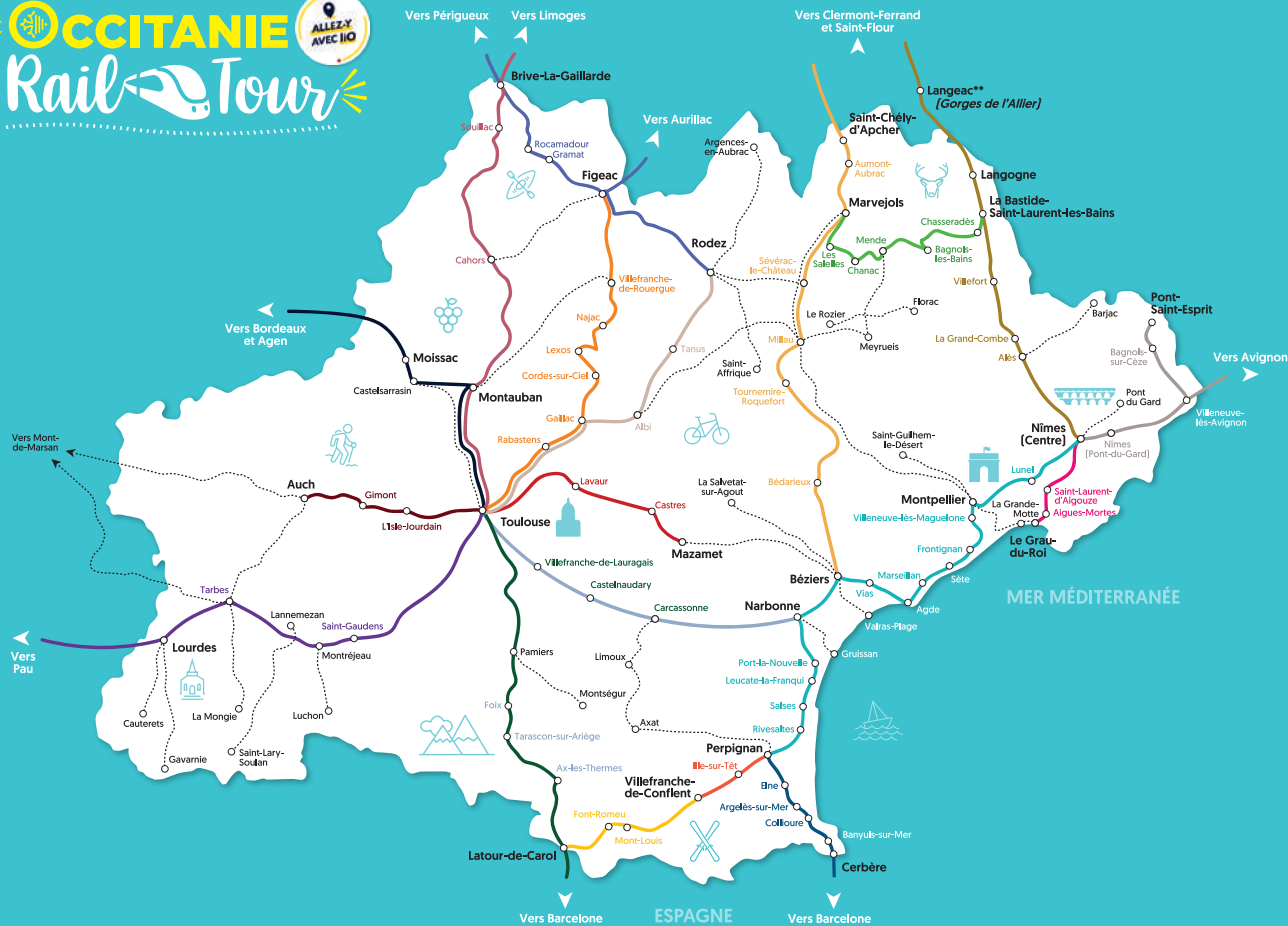 OCCITANIE
Rail Tour
ALLEZ-Y
AVEC liO
Vers Périgueux
Vers Limoges
Vers Clermont-Ferrand
et Saint-Flour
Brive-La-Gaillarde
Langeac**
(Gorges de l'Allier)
Souillac
Vers Aurillac
Saint-Chély-
d'Apcher
Rocamadour
Gramat
Argences-
en-Aubrac
Aumont-
Aubrac
Figeac
Langogne
Marvejols
La Bastide-
Saint-Laurent-les-Bains
Chasseradès
Rodez
Mende
Cahors
Les
Salelles
Bagnols-
les-Bains
Sévérac-
le-Château
Chanac
Villefranche-
de-Rouergue
Villefort
Florac
Pont-
Saint-Esprit
Najac
Le Rozier
Barjac
Vers Bordeaux
et Agen
Millau
Meyrueis
La Grand-Combe
Moissac
Lexos
Tanus
Alès
Bagnols-
sur-Cèze
Vers Avignon
Saint-
Affrique
Cordes-sur-Ciel
Castelsarrasin
Montauban
Tournemire-
Roquefort
Pont
du Gard
Villeneuve-
lès-Avignon
Gaillac
Albi
Nîmes
(Centre)
Vers Mont-
de-Marsan
Rabastens
Saint-Guilhem-
le-Désert
Nîmes
(Pont-du-Gard)
Lunel
Auch
Gimont
Lavaur
La Salvetat-
sur-Agout
Bédarieux
Saint-Laurent-
d'Aigouze
Montpellier
La Grande-
Motte
Aigues-Mortes
L'Isle-Jourdain
Toulouse
Castres
Villeneuve-lès-Maguelone
Le Grau-
du-Roi
Mazamet
Frontignan
Villefranche-de-Lauragais
Castelnaudary
Béziers
Marseillan
Sète
Vias
Tarbes
Carcassonne
Narbonne
Agde
MER MÉDITERRANÉE
Lannemezan
Saint-Gaudens
Valras-Plage
Vers
Pau
Lourdes
Montréjeau
Pamiers
Limoux
Gruissan
Port-la-Nouvelle
Leucate-la-Franqui
Montségur
Cauterets
La Mongie
Luchon
Foix
Salses
Axat
Rivesaltes
Tarascon-sur-Ariège
Gavarnie
Saint-Lary-
Soulan
Perpignan
Ax-les-Thermes
Ille-sur-Têt
Villefranche-
de-Conflent
Elne
Argelès-sur-Mer
Font-Romeu
Collioure
Mont-Louis
Banyuls-sur-Mer
Latour-de-Carol
Cerbère
Vers Barcelone
ESPAGNE
Vers Barcelone